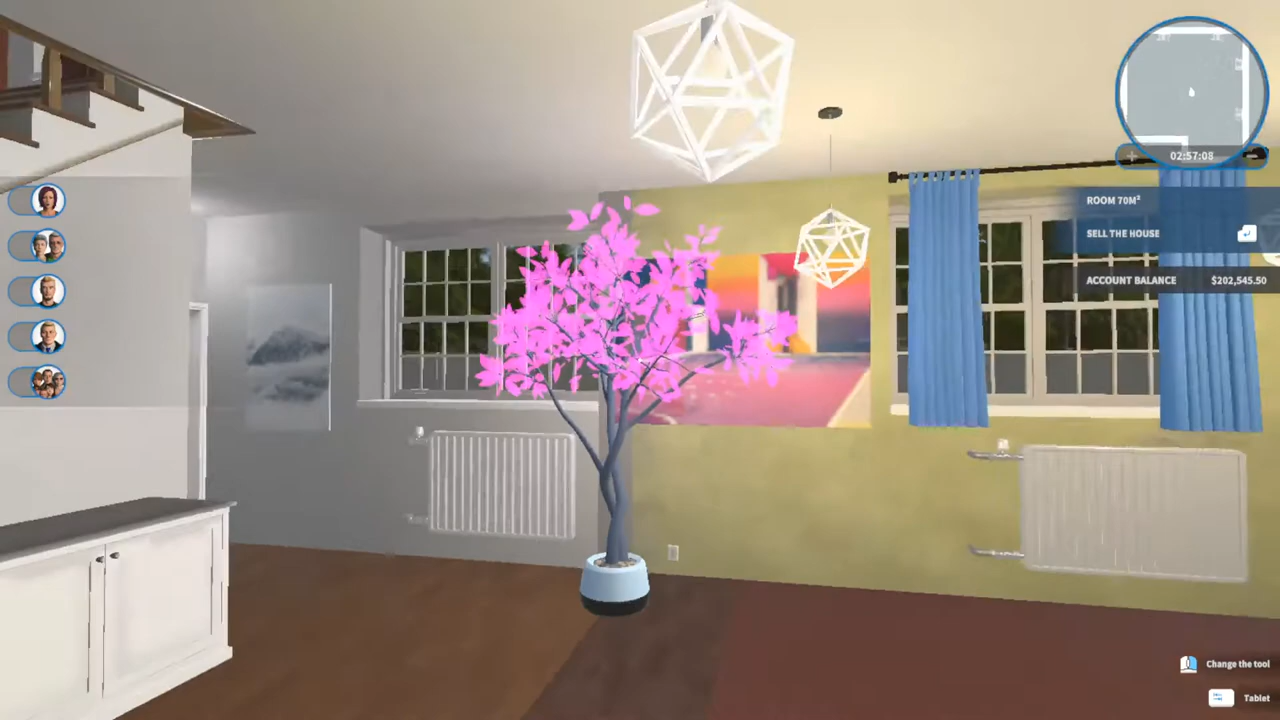 02:57:08
ROOM 70M²
SELL THE HOUSE
ACCOUNT BALANCE $202,545.50
Change the tool
Tablet